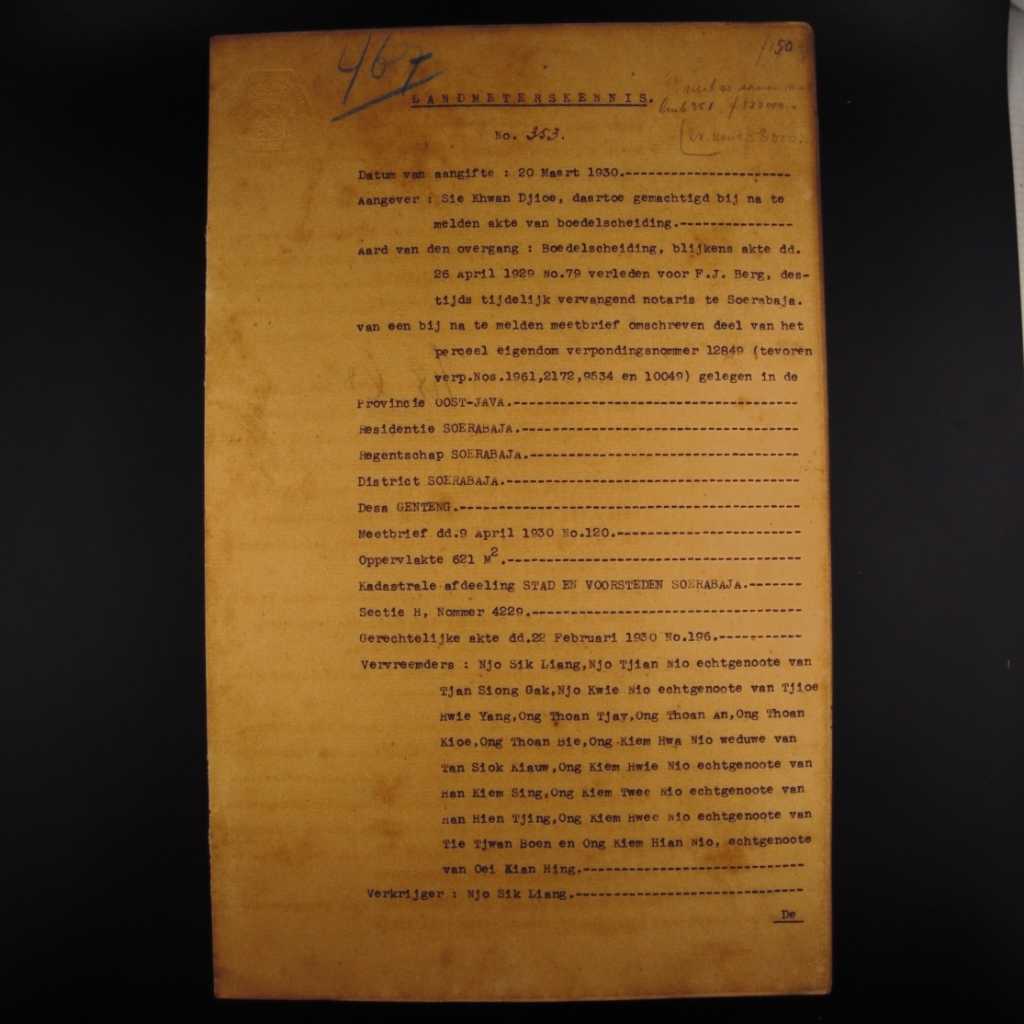 467
/150
LANDMETERSKENNIS.
No. 353.
Datum van aangifte : 20 Maart 1930.---------------------
Aangever : Sie Khwan Djioe, daartoe gemachtigd bij na te
melden akte van boedelscheiding.---------------
Aard van den overgang : Boedelscheiding, blijkens akte dd.
26 April 1929 No.79 verleden voor F.J. Berg, des-
tijds tijdelijk vervangend notaris te Soerabaja.
van een bij na te melden meetbrief omschreven deel van het
perceel eigendom verpondingsnommer 12849 (tevoren
verp.Nos.1961,2172,9534 en 10049) gelegen in de
Provincie OOST-JAVA.------------------------------------
Residentie SOERABAJA.-----------------------------------
Regentschap SOERABAJA.----------------------------------
District SOERABAJA.-------------------------------------
Desa GENTENG.-------------------------------------------
Meetbrief dd.9 April 1930 No.120.-----------------------
Oppervlakte 621 M2.-------------------------------------
Kadastrale afdeeling STAD EN VOORSTEDEN SOERABAJA.-------
Sectie H, Nommer 4229.----------------------------------
Gerechtelijke akte dd.22 Februari 1930 No.196.-----------
Vervreemders : Njo Sik Liang,Njo Tjian Nio echtgenoote van
Tjan Siong Gak,Njo Kwie Nio echtgenoote van Tjioe
Hwie Yang,Ong Thoan Tjay,Ong Thoan An,Ong Thoan
Kioe,Ong Thoan Bie,Ong Kiem Hwa Nio weduwe van
Tan Siok Kiauw,Ong Kiem Hwie Nio echtgenoote van
Han Kiem Sing,Ong Kiem Twee Nio echtgenoote van
Han Hien Tjing,Ong Kiem Hwee Nio echtgenoote van
Tie Tjwan Boen en Ong Kiem Hian Nio, echtgenoote
van Oei Kian Hing.----------------------------
Verkrijger : Njo Sik Liang.-----------------------------
De